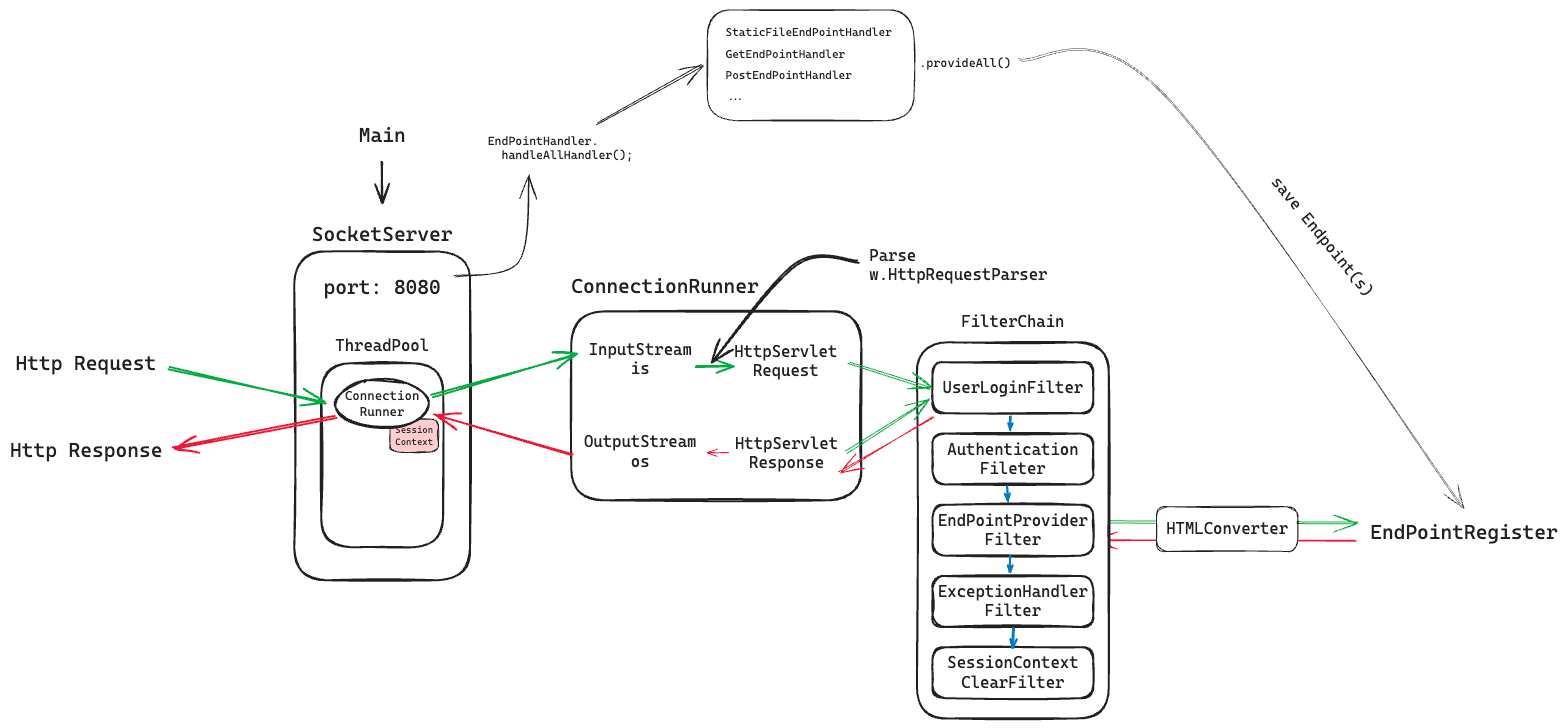 StaticFileEndPointHandler
GetEndPointHandler
PostEndPointHandler
...
.provideAll()
EndPointHandler.
handleAllHandler();
Main
save Endpoint(s)
SocketServer
port: 8080
ThreadPool
Connection
Runner
Session
Context
Http Request
Http Response
Parse
w.HttpRequestParser
ConnectionRunner
InputStream
is
HttpServlet
Request
OutputStream
os
HttpServlet
Response
FilterChain
UserLoginFilter
Authentication
Fileter
EndPointProvider
Filter
ExceptionHandler
Filter
SessionContext
ClearFilter
HTMLConverter
EndPointRegister